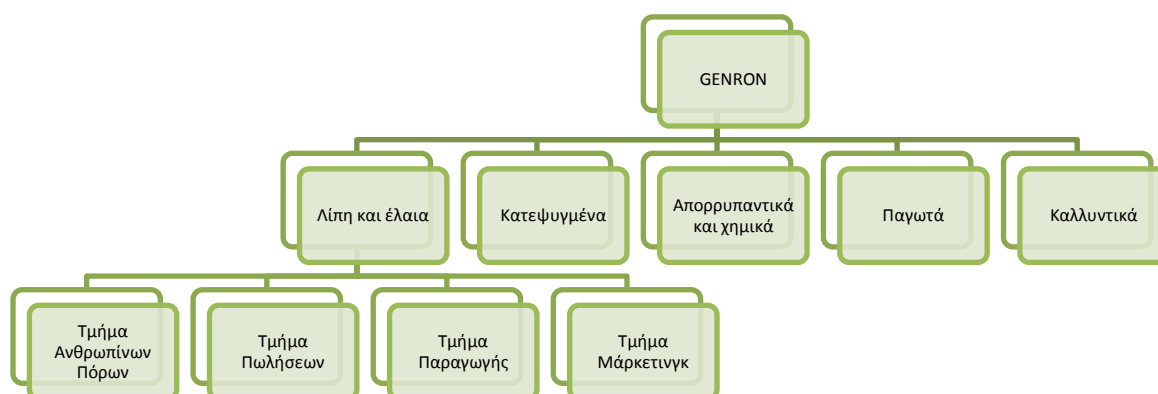 GENRON
Λίπη και έλαια
Κατεψυγμένα
Απορρυπαντικά
και χημικά
Παγωτά
Καλλυντικά
Τμήμα
Ανθρωπίνων
Πόρων
Τμήμα
Πωλήσεων
Τμήμα
Παραγωγής
Τμήμα
Μάρκετινγκ